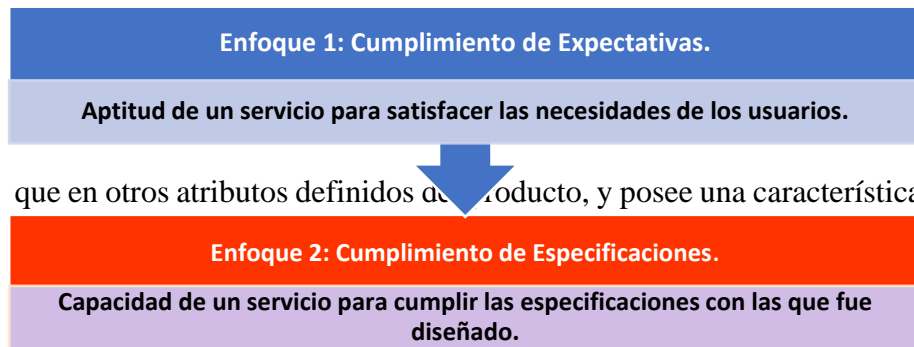 Enfoque 1: Cumplimiento de Expectativas.
Aptitud de un servicio para satisfacer las necesidades de los usuarios.
que en otros atributos definidos producto, y posee una característica
Enfoque 2: Cumplimiento de Especificaciones.
Capacidad de un servicio para cumplir las especificaciones con las que fue
diseñado.